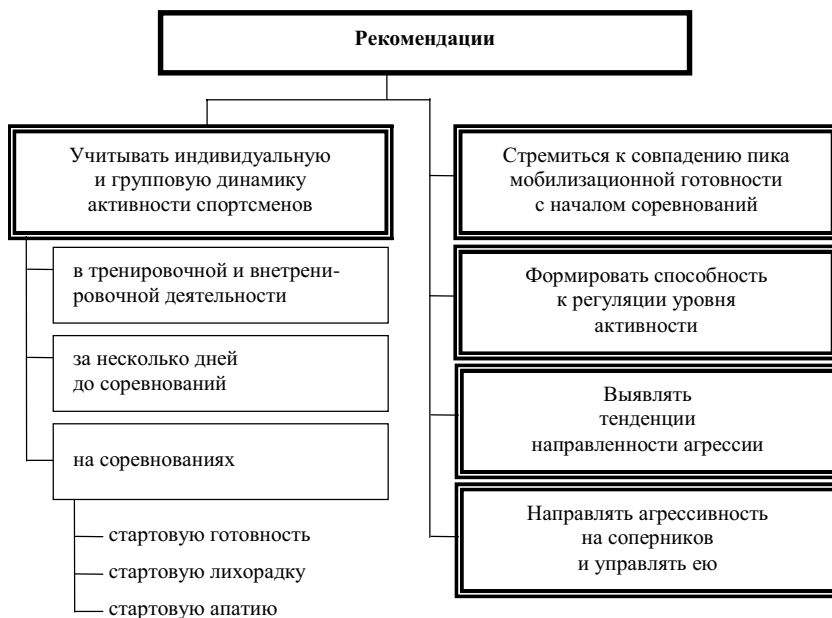 Рекомендации
Учитывать индивидуальную
и групповую динамику
активности спортсменов
в тренировочной и внетрени-
ровочной деятельности
за несколько дней
до соревнований
на соревнованиях
стартовую готовность
стартовую лихорадку
стартовую апатию
Стремиться к совпадению пика
мобилизационной готовности
с началом соревнований
Формировать способность
к регуляции уровня
активности
Выявлять
тенденции
направленности агрессии
Направлять агрессивность
на соперников
и управлять ею